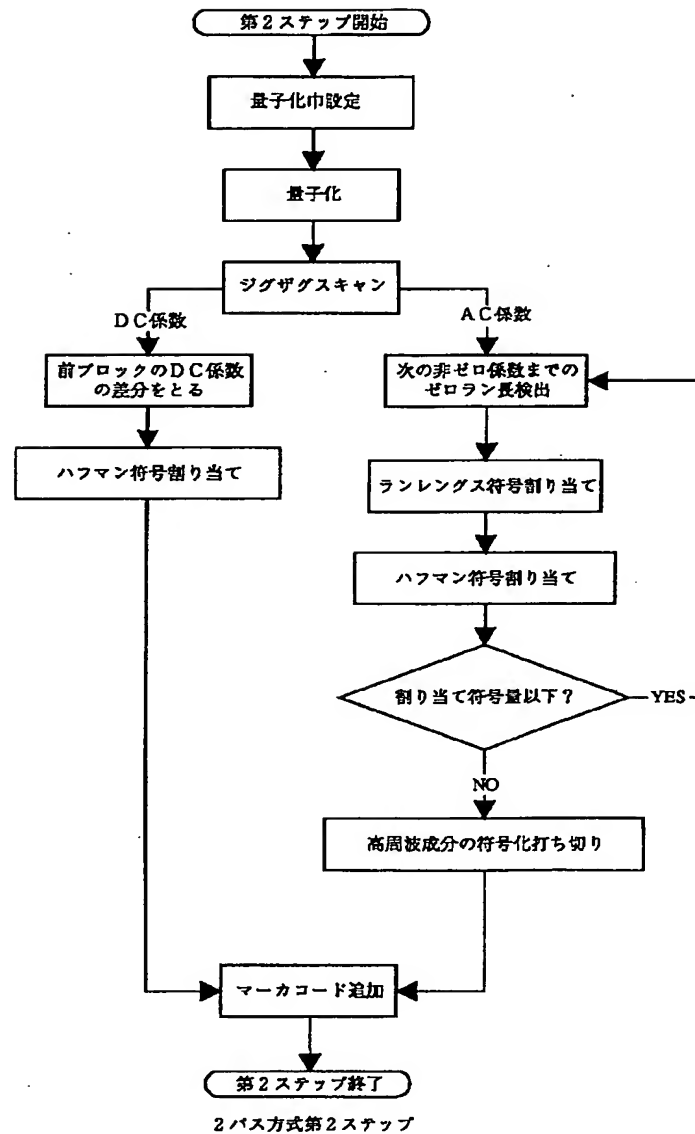 第2ステップ開始
量子化巾設定
量子化
ジグザグスキャン
DC係数
AC係数
前ブロックのDC係数
の差分をとる
次の非ゼロ係数までの
ゼロラン長検出
ハフマン符号割り当て
ランレングス符号割り当て
ハフマン符号割り当て
割り当て符号量以下?
YES
NO
高周波成分の符号化打ち切り
マーカコード追加
第2ステップ終了
2パス方式第2ステップ